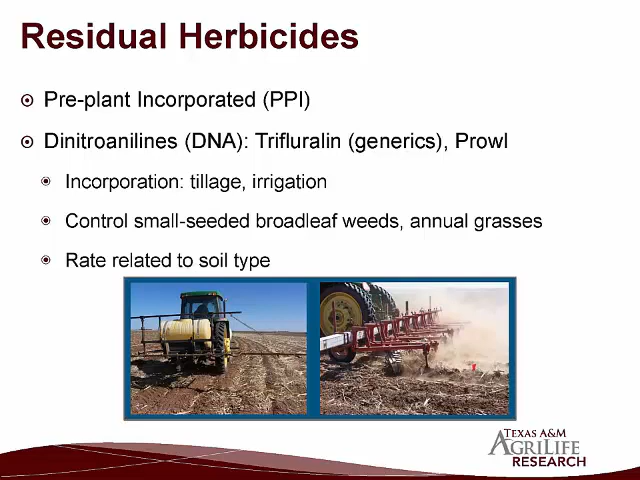 Residual Herbicides
Pre-plant Incorporated (PPI)
Dinitroanilines (DNA): Trifluralin (generics), Prowl
Incorporation: tillage, irrigation
Control small-seeded broadleaf weeds, annual grasses
Rate related to soil type
TEXAS A&M
AGRILIFE
RESEARCH